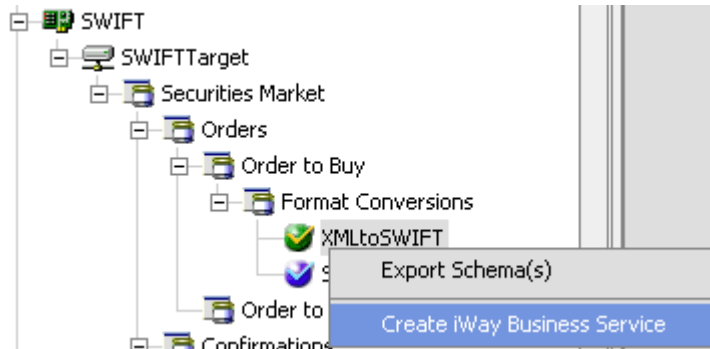 SWIFT
SWIFTTarget
Securities Market
Orders
Order to Buy
Format Conversions
XMLtoSWIFT
Export Schema(s)
Order to
Create iWay Business Service
Confirmations